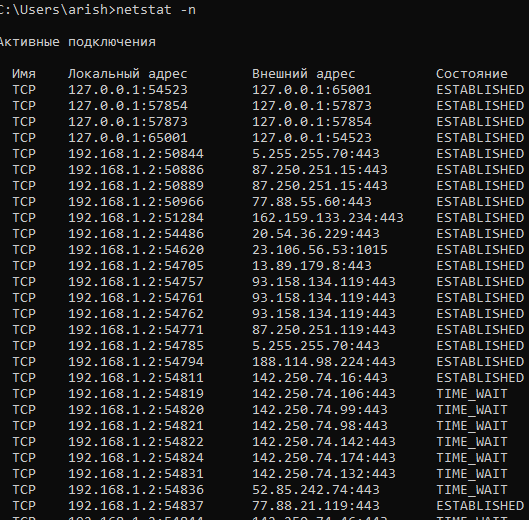 C:\Users\arish>netstat -n
Активные подключения
Имя Локальный адрес Внешний адрес Состояние
TCP 127.0.0.1:54523 127.0.0.1:65001 ESTABLISHED
TCP 127.0.0.1:57854 127.0.0.1:57873 ESTABLISHED
TCP 127.0.0.1:57873 127.0.0.1:57854 ESTABLISHED
TCP 127.0.0.1:65001 127.0.0.1:54523 ESTABLISHED
TCP 192.168.1.2:50844 5.255.255.70:443 ESTABLISHED
TCP 192.168.1.2:50886 87.250.251.15:443 ESTABLISHED
TCP 192.168.1.2:50889 87.250.251.15:443 ESTABLISHED
TCP 192.168.1.2:50966 77.88.55.60:443 ESTABLISHED
TCP 192.168.1.2:51284 162.159.133.234:443 ESTABLISHED
TCP 192.168.1.2:54486 20.54.36.229:443 ESTABLISHED
TCP 192.168.1.2:54620 23.106.56.53:1015 ESTABLISHED
TCP 192.168.1.2:54705 13.89.179.8:443 ESTABLISHED
TCP 192.168.1.2:54757 93.158.134.119:443 ESTABLISHED
TCP 192.168.1.2:54761 93.158.134.119:443 ESTABLISHED
TCP 192.168.1.2:54762 93.158.134.119:443 ESTABLISHED
TCP 192.168.1.2:54771 87.250.251.119:443 ESTABLISHED
TCP 192.168.1.2:54785 5.255.255.70:443 ESTABLISHED
TCP 192.168.1.2:54794 188.114.98.224:443 ESTABLISHED
TCP 192.168.1.2:54811 142.250.74.16:443 ESTABLISHED
TCP 192.168.1.2:54819 142.250.74.106:443 TIME_WAIT
TCP 192.168.1.2:54820 142.250.74.99:443 TIME_WAIT
TCP 192.168.1.2:54821 142.250.74.98:443 TIME_WAIT
TCP 192.168.1.2:54822 142.250.74.142:443 TIME_WAIT
TCP 192.168.1.2:54824 142.250.74.174:443 TIME_WAIT
TCP 192.168.1.2:54831 142.250.74.132:443 TIME_WAIT
TCP 192.168.1.2:54836 52.85.242.74:443 TIME_WAIT
TCP 192.168.1.2:54837 77.88.21.119:443 ESTABLISHED
TCP TIME_WAIT